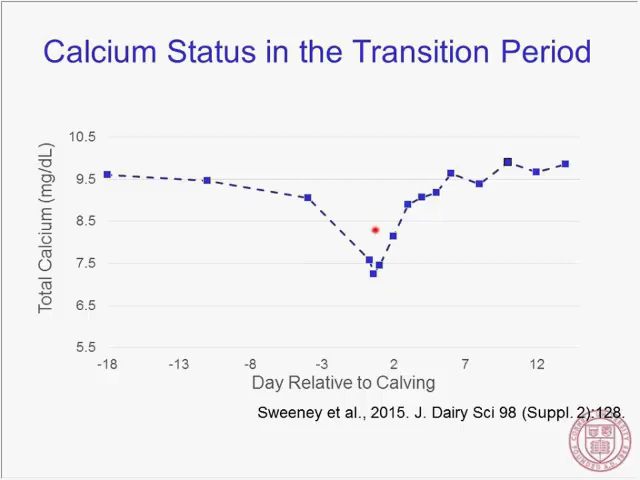 Calcium Status in the Transition Period
Total Calcium (mg/dL)
10.5
9.5
8.5
7.5
6.5
5.5
-18 -13 -8 -3 2 7 12
Day Relative to Calving
Sweeney et al., 2015. J. Dairy Sci 98 (Suppl. 2):128.